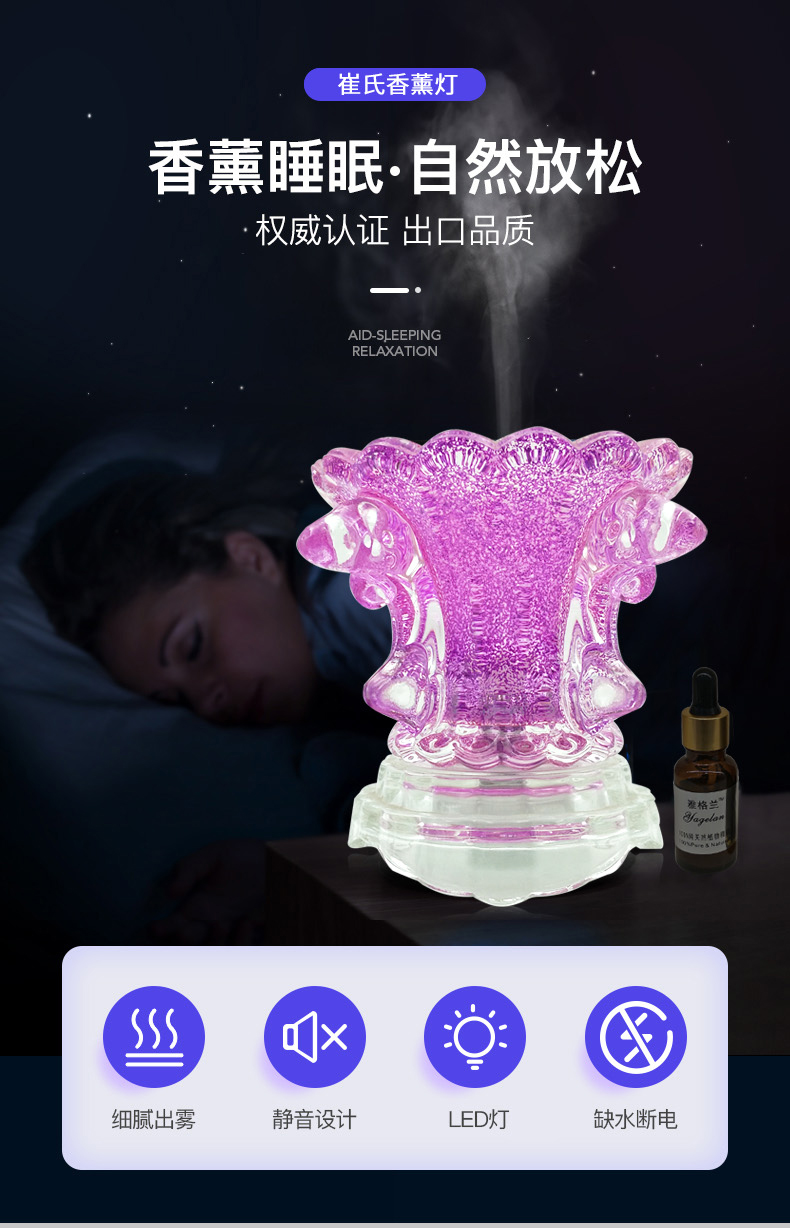 崔氏香薰灯
香薰睡眠·自然放松
权威认证 出口品质
AID-SLEEPING
RELAXATION
雅格兰
Yagelan
细腻出雾
静音设计
LED灯
缺水断电